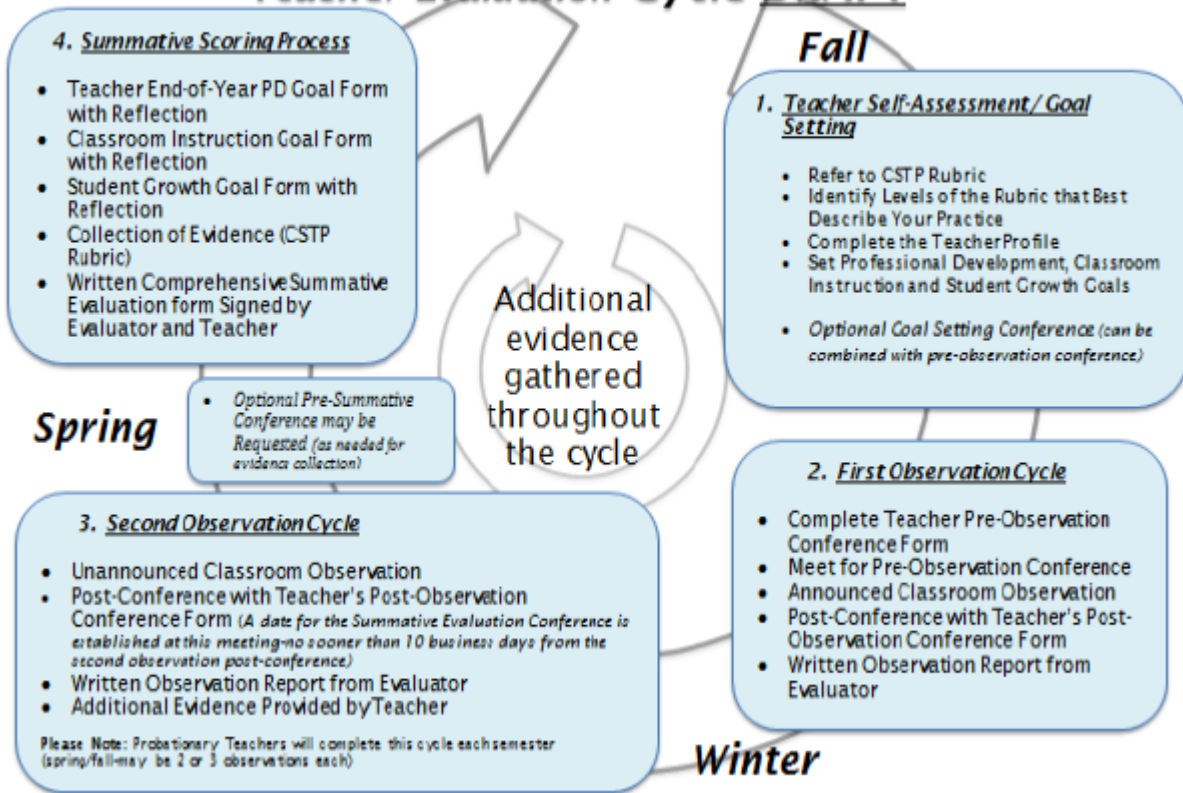 Teacher Evaluation Cycle
Fall
1. Teacher Self-Assessment/ Goal
Setting
• Refer to CSTP Rubric
• Identify Levels of the Rubric that Best
Describe Your Practice
• Complete the Teacher Profile
• Set Professional Development, Classroom
Instruction and Student Growth Goals
• Optional Goal Setting Conference (can be
combined with pre-observation conference)
2. First Observation Cycle
• Complete Teacher Pre-Observation
Conference Form
• Meet for Pre-Observation Conference
• Announced Classroom Observation
• Post-Conference with Teacher's Post-
Observation Conference Form
• Written Observation Report from
Evaluator
Winter
3. Second Observation Cycle
• Unannounced Classroom Observation
• Post-Conference with Teacher's Post-Observation
Conference Form (A date for the Summative Evaluation Conference is
established at this meeting-no sooner than 10 business days from the
second observation post-conference)
• Written Observation Report from Evaluator
• Additional Evidence Provided by Teacher
Please Note: Probationary Teachers will complete this cycle each semester
(spring/fall-may be 2 or 3 observations each)
Spring
• Optional Pre-Summative
Conference may be
Requested (as needed for
evidence collection)
4. Summative Scoring Process
• Teacher End-of-Year PD Goal Form
with Reflection
• Classroom Instruction Goal Form
with Reflection
• Student Growth Goal Form with
Reflection
• Collection of Evidence (CSTP
Rubric)
• Written Comprehensive Summative
Evaluation form Signed by
Evaluator and Teacher
Additional
evidence
gathered
throughout
the cycle